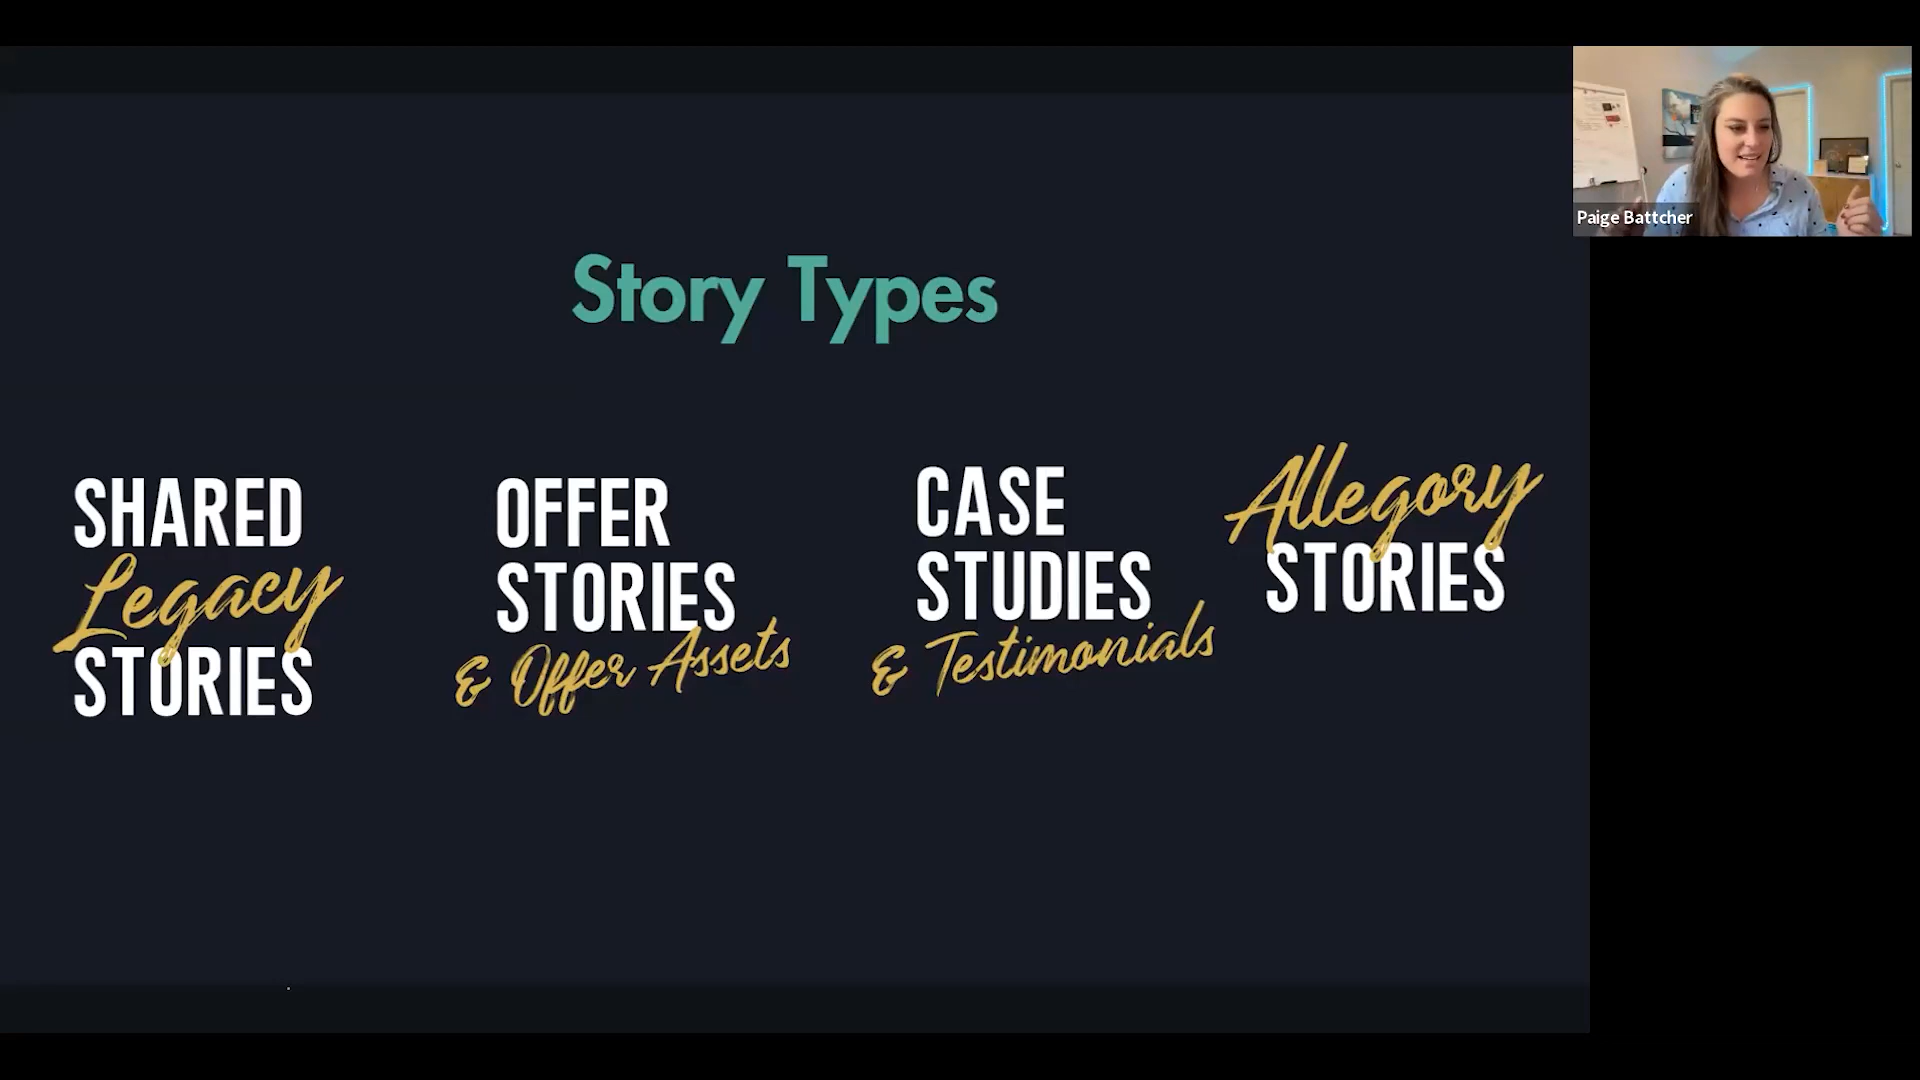 Story Types
SHARED
Legacy
STORIES
OFFER
STORIES
& Offer Assets
CASE
STUDIES
& Testimonials
Allegory
STORIES
Paige Battcher